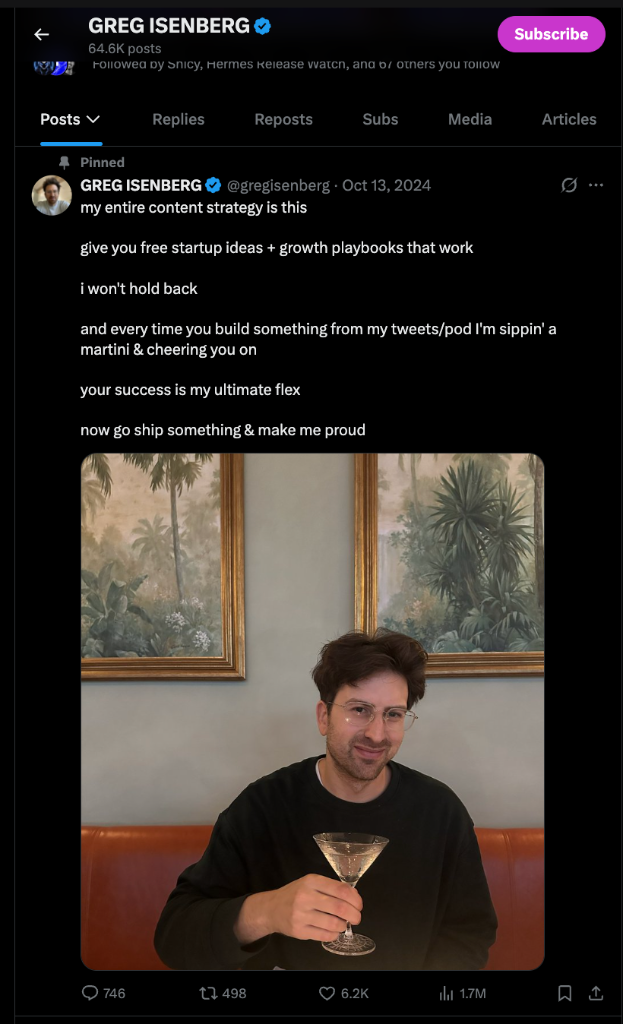 GREG ISENBERG
64.6K posts
Subscribe
Followed by Shicy, Hermes Release Watch, and 67 others you follow
Posts
Replies
Reposts
Subs
Media
Articles
Pinned
GREG ISENBERG @gregisenberg · Oct 13, 2024
my entire content strategy is this
give you free startup ideas + growth playbooks that work
i won't hold back
and every time you build something from my tweets/pod I'm sippin' a
martini & cheering you on
your success is my ultimate flex
now go ship something & make me proud
746
498
6.2K
1.7M